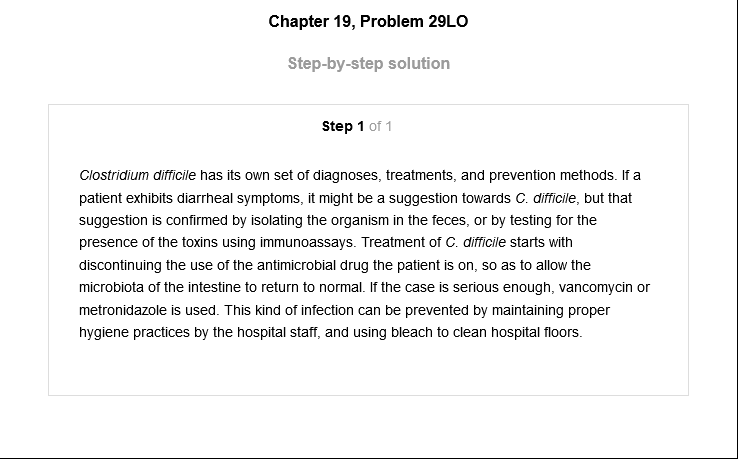 Chapter 19, Problem 29LO
Step-by-step solution
Step 1 of 1
Clostridium difficile has its own set of diagnoses, treatments, and prevention methods. If a
patient exhibits diarrheal symptoms, it might be a suggestion towards C. difficile, but that
suggestion is confirmed by isolating the organism in the feces, or by testing for the
presence of the toxins using immunoassays. Treatment of C. difficile starts with
discontinuing the use of the antimicrobial drug the patient is on, so as to allow the
microbiota of the intestine to return to normal. If the case is serious enough, vancomycin or
metronidazole is used. This kind of infection can be prevented by maintaining proper
hygiene practices by the hospital staff, and using bleach to clean hospital floors.